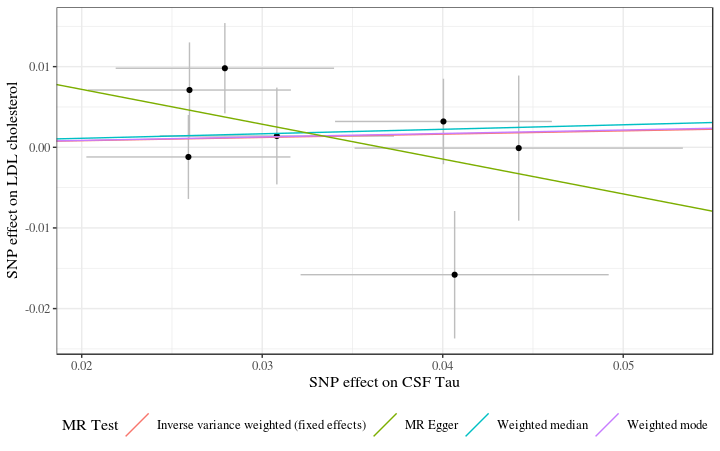 SNP effect on LDL cholesterol
0.01
0.00
-0.01
-0.02
0.02 0.03 0.04 0.05
SNP effect on CSF Tau
MR Test Inverse variance weighted (fixed effects) MR Egger Weighted median Weighted mode